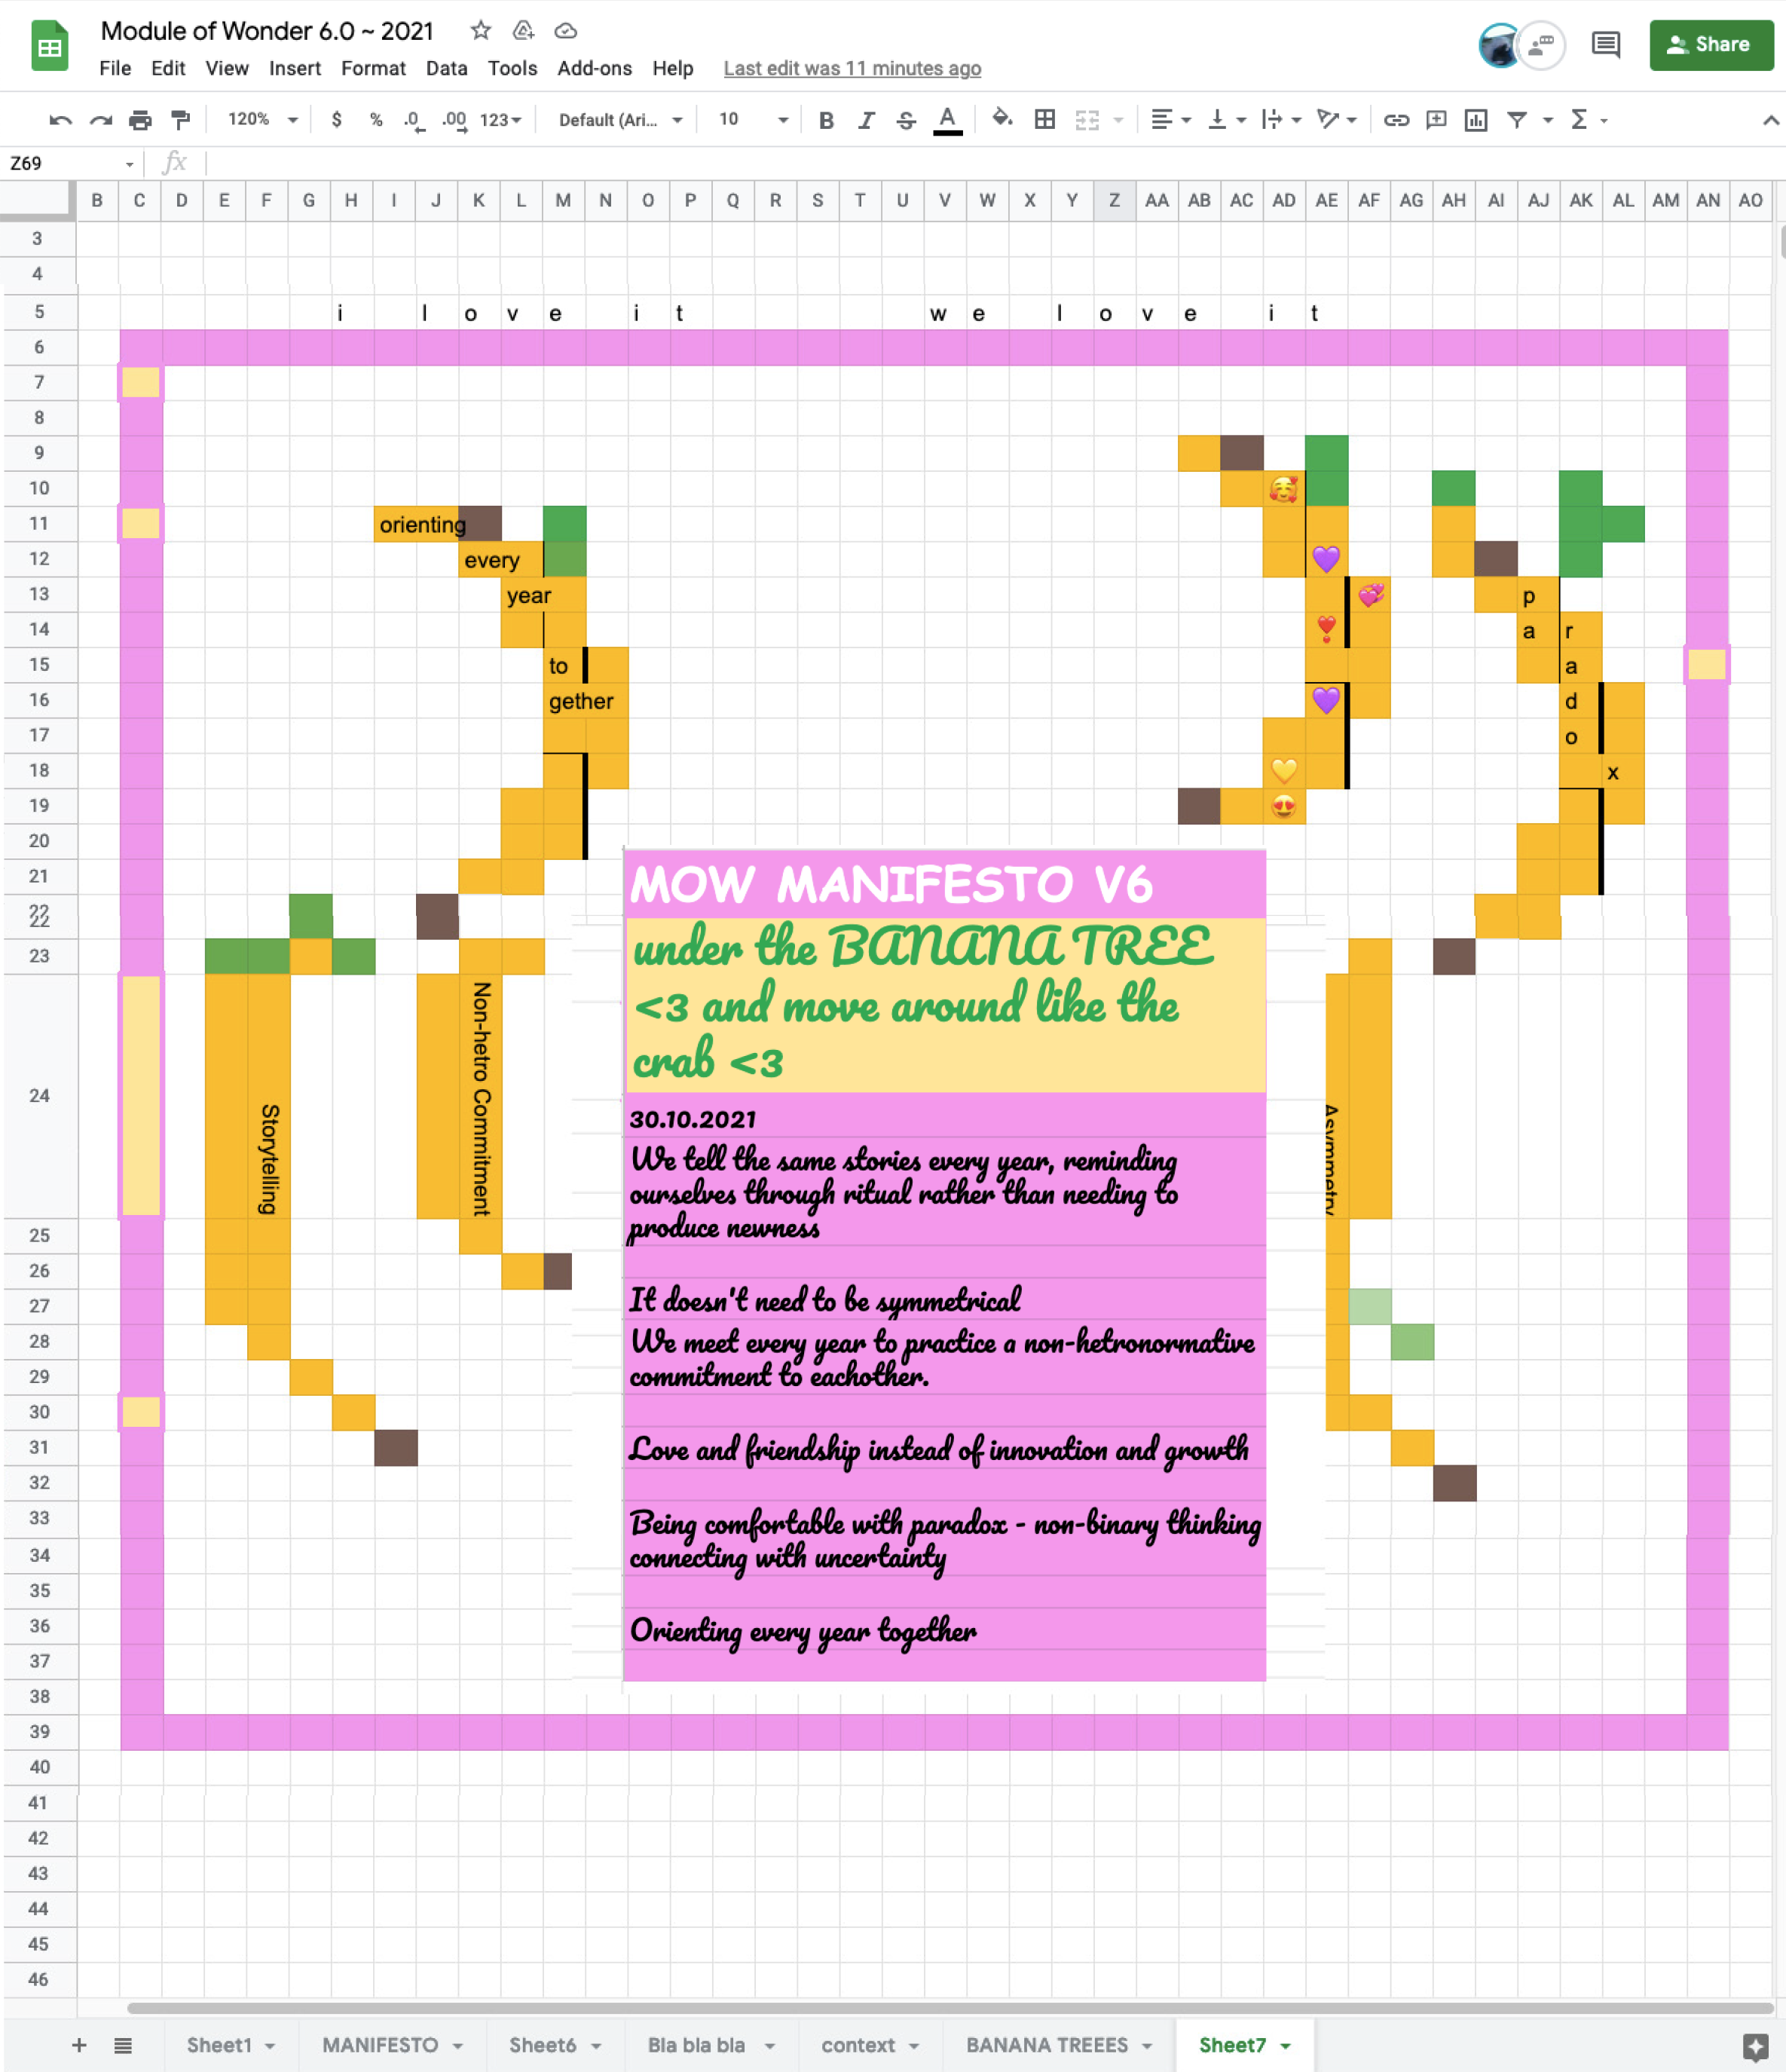 Module of Wonder 6.0 ~ 2021
File Edit View Insert Format Data Tools Add-ons Help Last edit was 11 minutes ago
Share
120% $ % .0 .00 123 Default (Ari... 10 B I S A Σ
Z69 fx
B C D E F G H I J K L M N O P Q R S T U V W X Y Z AA AB AC AD AE AF AG AH AI AJ AK AL AM AN AO
3
4
5 i l o v e i t w e l o v e i t
6
7
8
9
10
11 orienting
12 every
13 year p
14 a r
15 to a
16 gether d
17 o
18 x
19
20
21
22
22
23
24
Storytelling
Non-hetro Commitment
Asymmetry
25
26
27
28
29
30
31
32
33
34
35
36
37
38
39
40
41
42
43
44
45
46
MOW MANIFESTO V6
under the BANANA TREE
<3 and move around like the
crab <3
30.10.2021
We tell the same stories every year, reminding
ourselves through ritual rather than needing to
produce newness
It doesn't need to be symmetrical
We meet every year to practice a non-hetronormative
commitment to eachother.
Love and friendship instead of innovation and growth
Being comfortable with paradox - non-binary thinking
connecting with uncertainty
Orienting every year together
Sheet1 MANIFESTO Sheet6 Bla bla bla context BANANA TREEES Sheet7